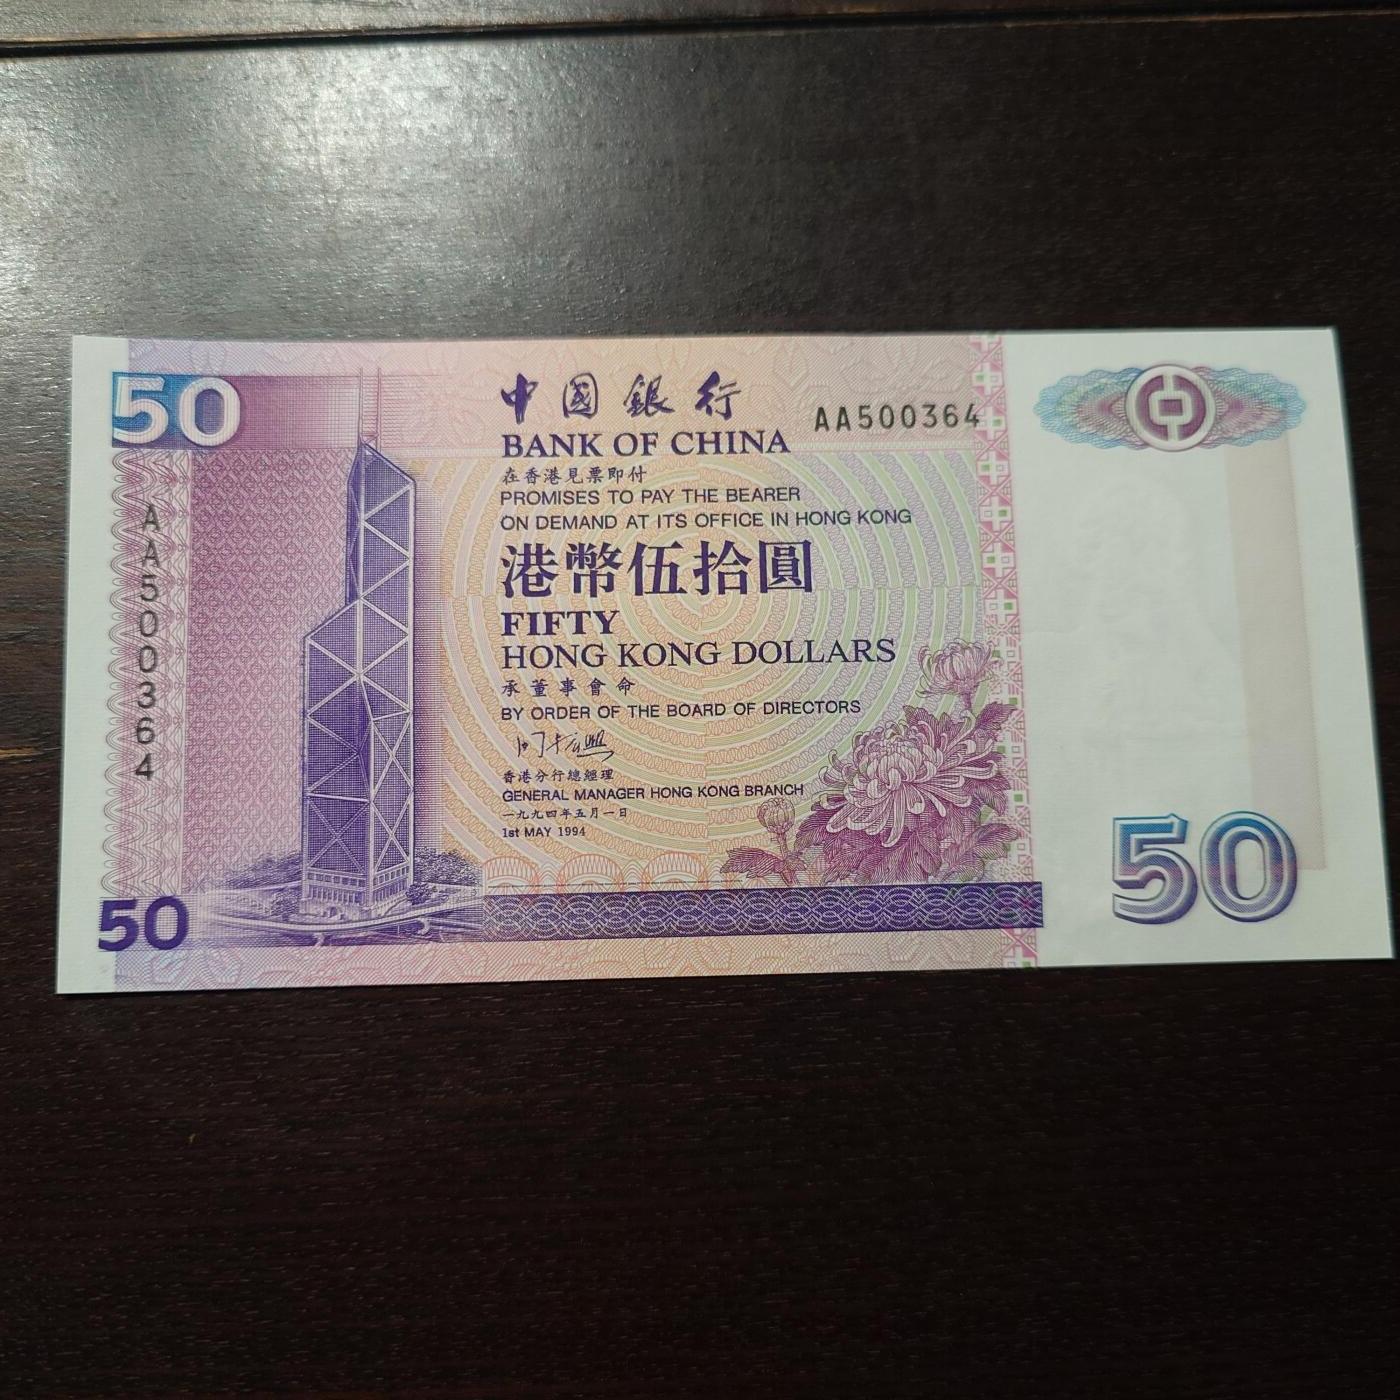 50
中國銀行
BANK OF CHINA
AA500364
在香港見票即付
PROMISES TO PAY THE BEARER
ON DEMAND AT ITS OFFICE IN HONG KONG
港幣伍拾圓
FIFTY
HONG KONG DOLLARS
承董事會命
BY ORDER OF THE BOARD OF DIRECTORS
香港分行總經理
GENERAL MANAGER HONG KONG BRANCH
一九九四年五月一日
1st MAY 1994
AA500364
50
50